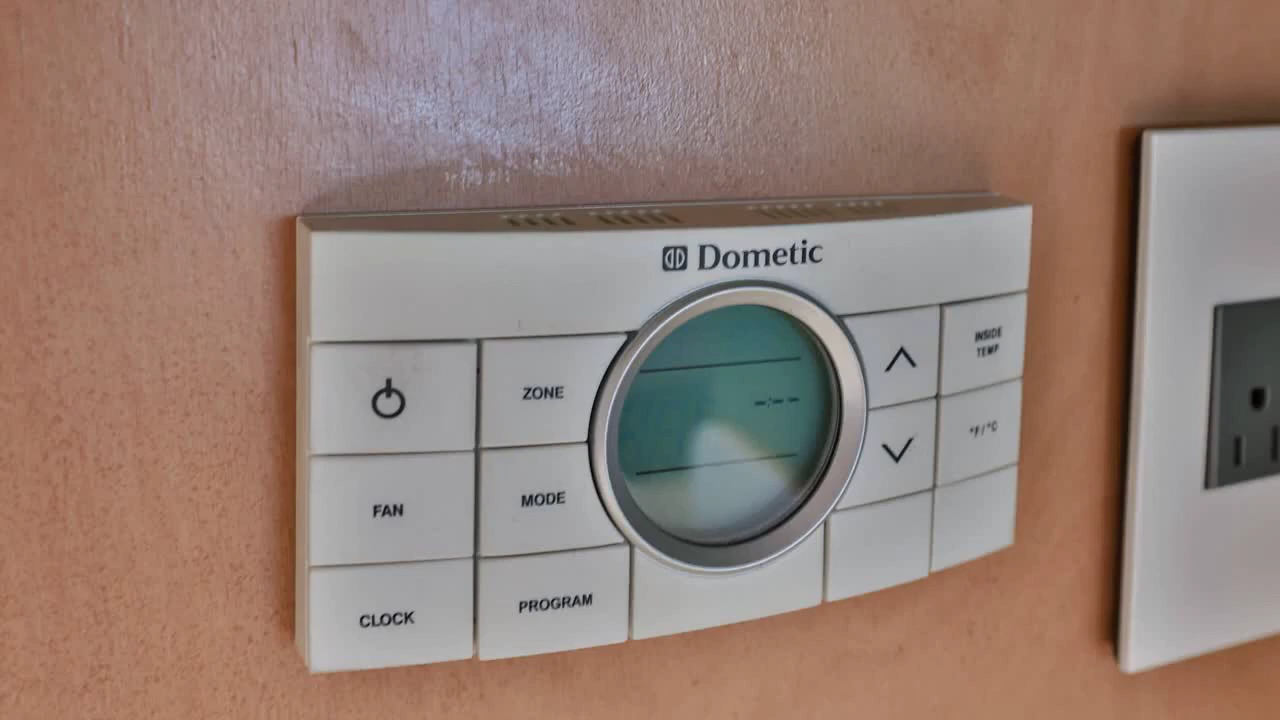 Dometic
ZONE
INSIDE
TEMP
°F/°C
FAN
MODE
CLOCK
PROGRAM
--:--